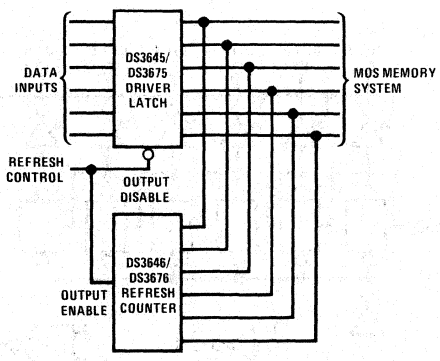 DS3645/
DS3675
DRIVER
LATCH
DATA
INPUTS
MOS MEMORY
SYSTEM
REFRESH
CONTROL
OUTPUT
DISABLE
DS3646/
DS3676
REFRESH
COUNTER
OUTPUT
ENABLE